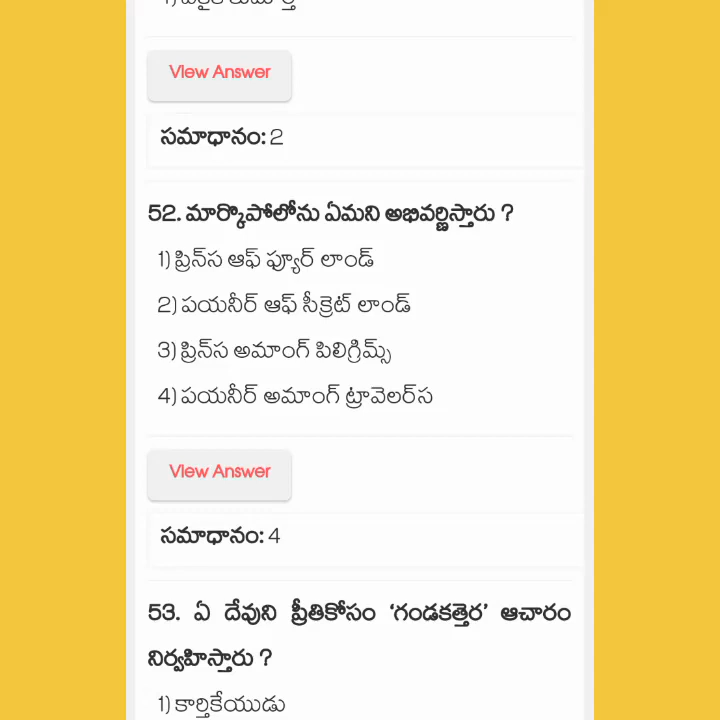 View Answer
సమాధానం: 2
52. మార్కొపోలోను ఏమని అభివర్ణిస్తారు ?
1) ప్రిన్‌స ఆఫ్ ప్యూర్ లాండ్
2) పయనీర్ ఆఫ్ సీక్రెట్ లాండ్
3) ప్రిన్‌స అమాంగ్ పిలిగ్రిమ్స్
4) పయనీర్ అమాంగ్ ట్రావెలర్‌స
View Answer
సమాధానం: 4
53. ఏ దేవుని ప్రీతికోసం ‘గండకత్తెర’ ఆచారం
నిర్వహిస్తారు ?
1) కార్తికేయుడు